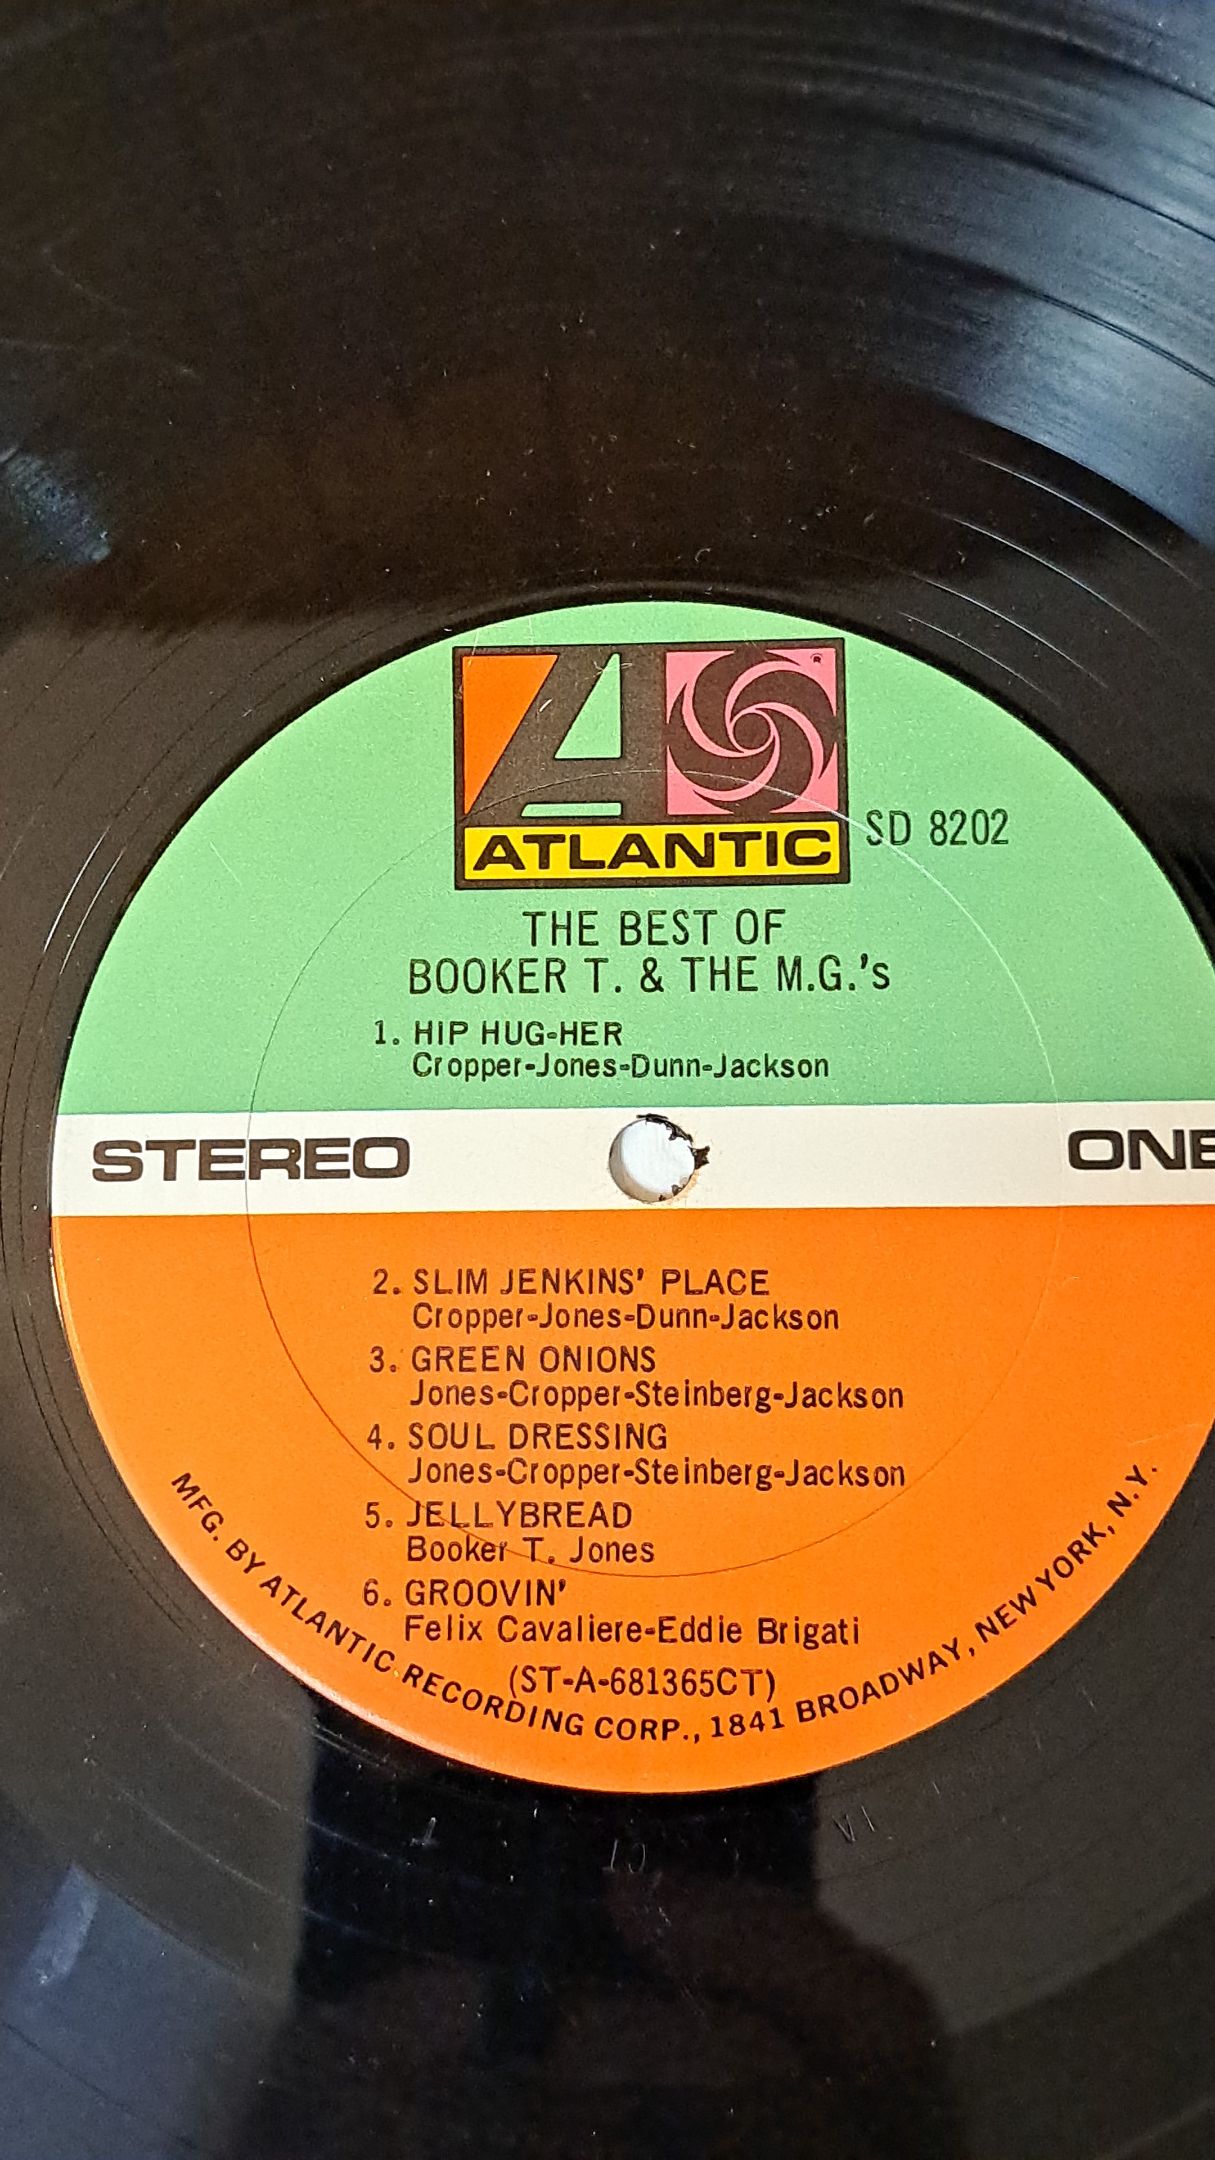 A
®
ATLANTIC
SD 8202
THE BEST OF
BOOKER T. & THE M.G.'s
1. HIP HUG-HER
Cropper-Jones-Dunn-Jackson
STEREO
ONE
2. SLIM JENKINS' PLACE
Cropper-Jones-Dunn-Jackson
3. GREEN ONIONS
Jones-Cropper-Steinberg-Jackson
4. SOUL DRESSING
Jones-Cropper-Steinberg-Jackson
5. JELLYBREAD
Booker T. Jones
6. GROOVIN'
Felix Cavaliere-Eddie Brigati
(ST-A-681365CT)
MFG. BY ATLANTIC RECORDING CORP., 1841 BROADWAY, NEW YORK, N.Y.